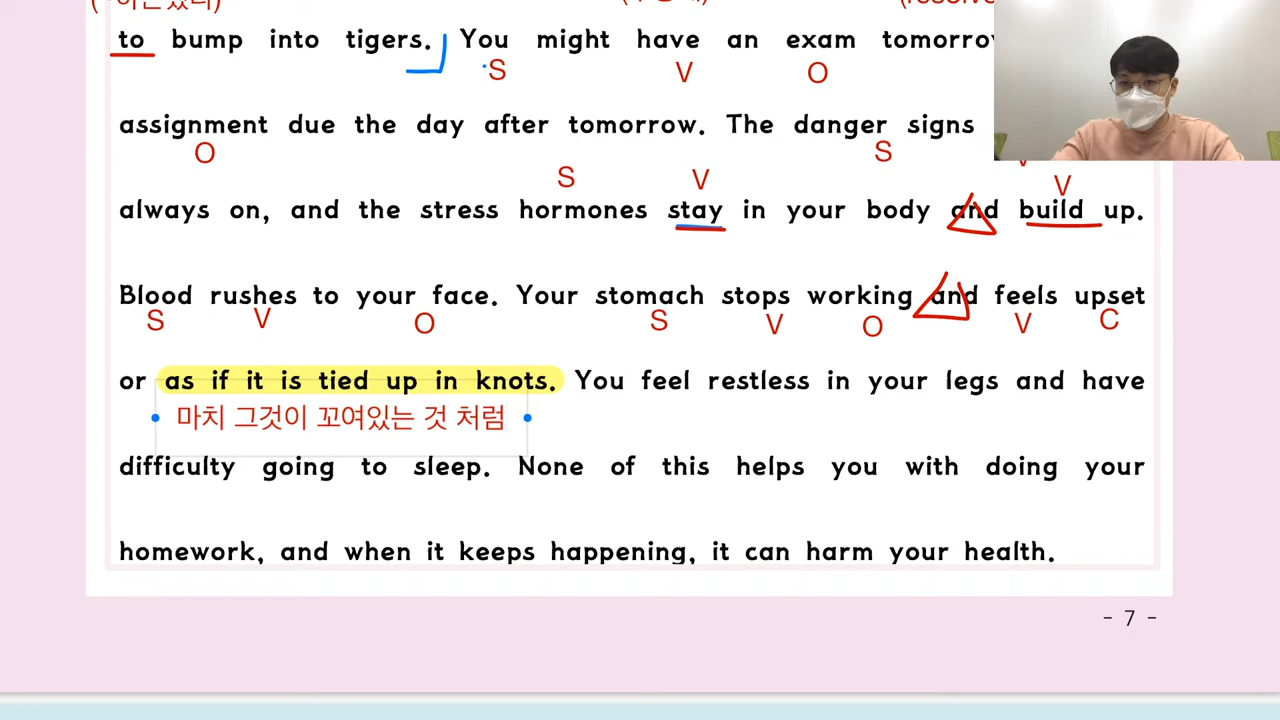 to bump into tigers. You might have an exam
S V O
assignment due the day after tomorrow. The danger signs
O S
S V V
always on, and the stress hormones stay in your body and build up.
Blood rushes to your face. Your stomach stops working and feels upset
S V O S V O V C
or as if it is tied up in knots. You feel restless in your legs and have
마치 그것이 꼬여있는 것 처럼
difficulty going to sleep. None of this helps you with doing your
homework, and when it keeps happening, it can harm your health.
- 7 -